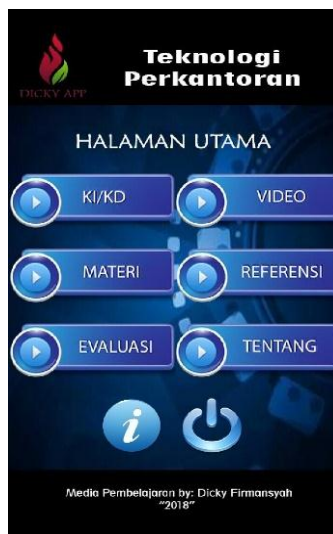 DICKY APP
Teknologi
Perkantoran
HALAMAN UTAMA
KI/KD
VIDEO
MATERI
REFERENSI
EVALUASI
TENTANG
i
Media Pembelajaran by: Dicky Firmansyah
"2018"